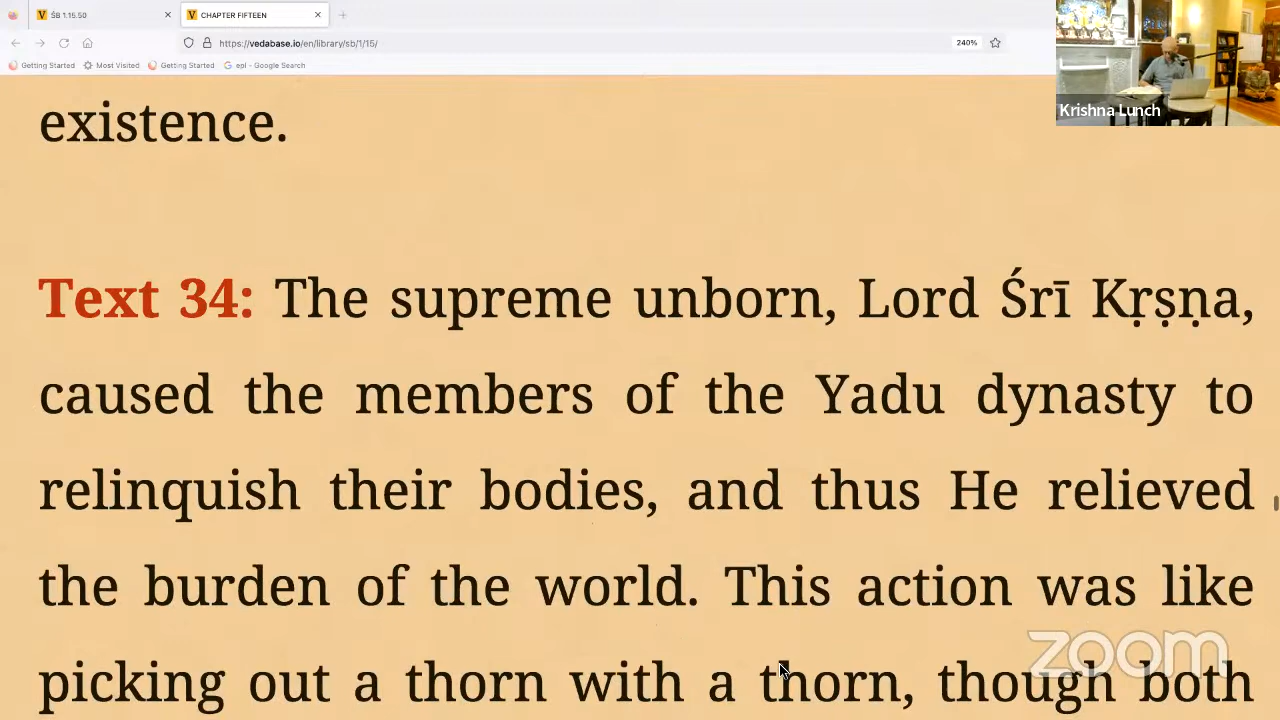 ŚB 1.15.50
CHAPTER FIFTEEN
https://vedabase.io/en/library/sb/1/15/
240%
Getting Started
Most Visited
Getting Started
epl - Google Search
Krishna Lunch
existence.
Text 34: The supreme unborn, Lord Śrī Kṛṣṇa,
caused the members of the Yadu dynasty to
relinquish their bodies, and thus He relieved
the burden of the world. This action was like
picking out a thorn with a thorn, though both
zoom